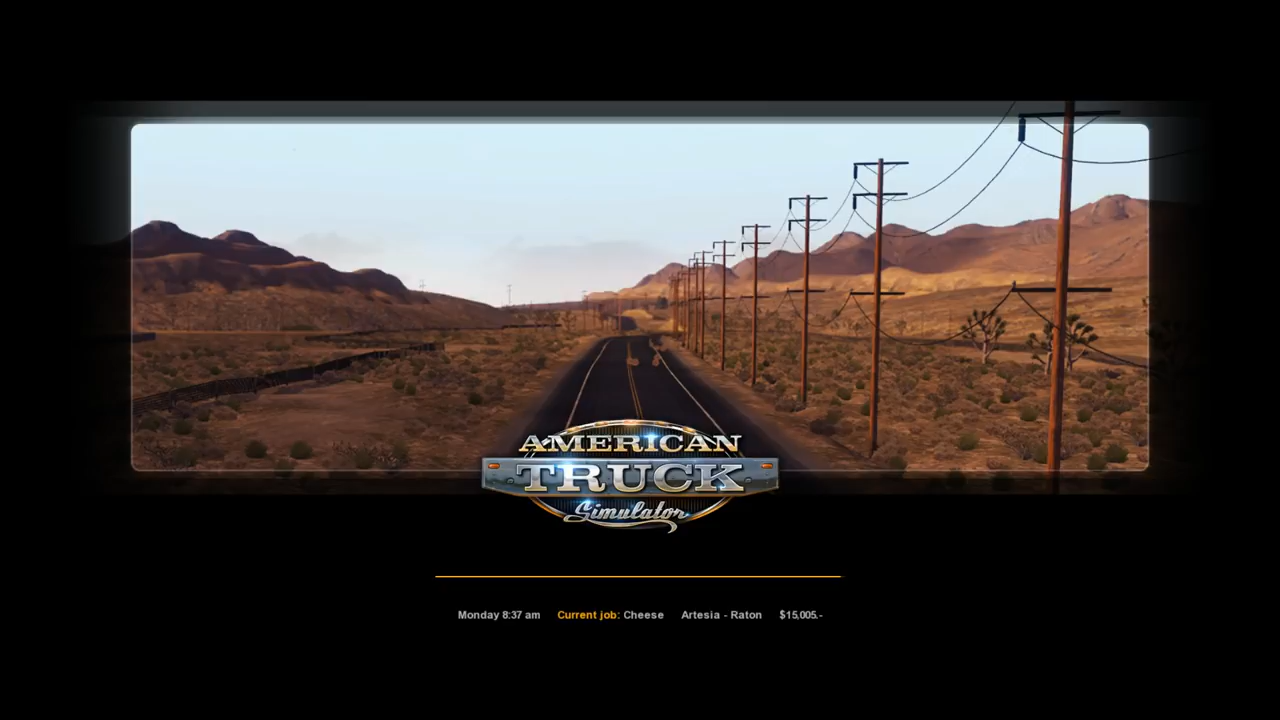 AMERICAN
TRUCK
Simulator
Monday 8:37 am Current job: Cheese Artesia - Raton $15,005.-